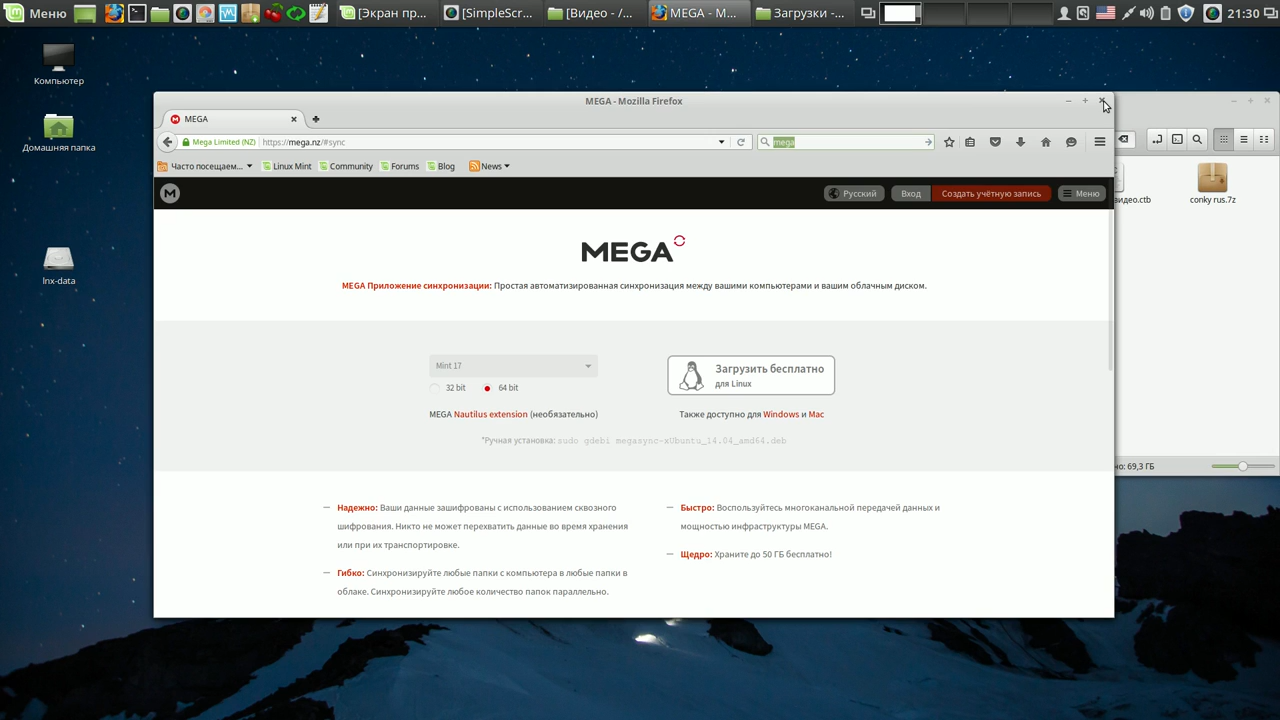 Меню
[Экран пр...
[SimpleScr...
[Видео - /...
MEGA - M...
Загрузки -...
21:30
Компьютер
Домашняя папка
lnx-data
MEGA - Mozilla Firefox
MEGA
Mega Limited (NZ) https://mega.nz/#sync
mega
Часто посещаем...
Linux Mint
Community
Forums
Blog
News
M
Русский
Вход
Создать учётную запись
Меню
MEGA
MEGA Приложение синхронизации: Простая автоматизированная синхронизация между вашими компьютерами и вашим облачным диском.
Mint 17
32 bit
64 bit
Загрузить бесплатно
для Linux
MEGA Nautilus extension (необязательно)
Также доступно для Windows и Mac
*Ручная установка: sudo gdebi megasync-xUbuntu_14.04_amd64.deb
Надежно: Ваши данные зашифрованы с использованием сквозного
шифрования. Никто не может перехватить данные во время хранения
или при их транспортировке.
Гибко: Синхронизируйте любые папки с компьютера в любые папки в
облаке. Синхронизируйте любое количество папок параллельно.
Быстро: Воспользуйтесь многоканальной передачей данных и
мощностью инфраструктуры MEGA.
Щедро: Храните до 50 ГБ бесплатно!
видео.ctb
conky rus.7z
но: 69,3 ГБ